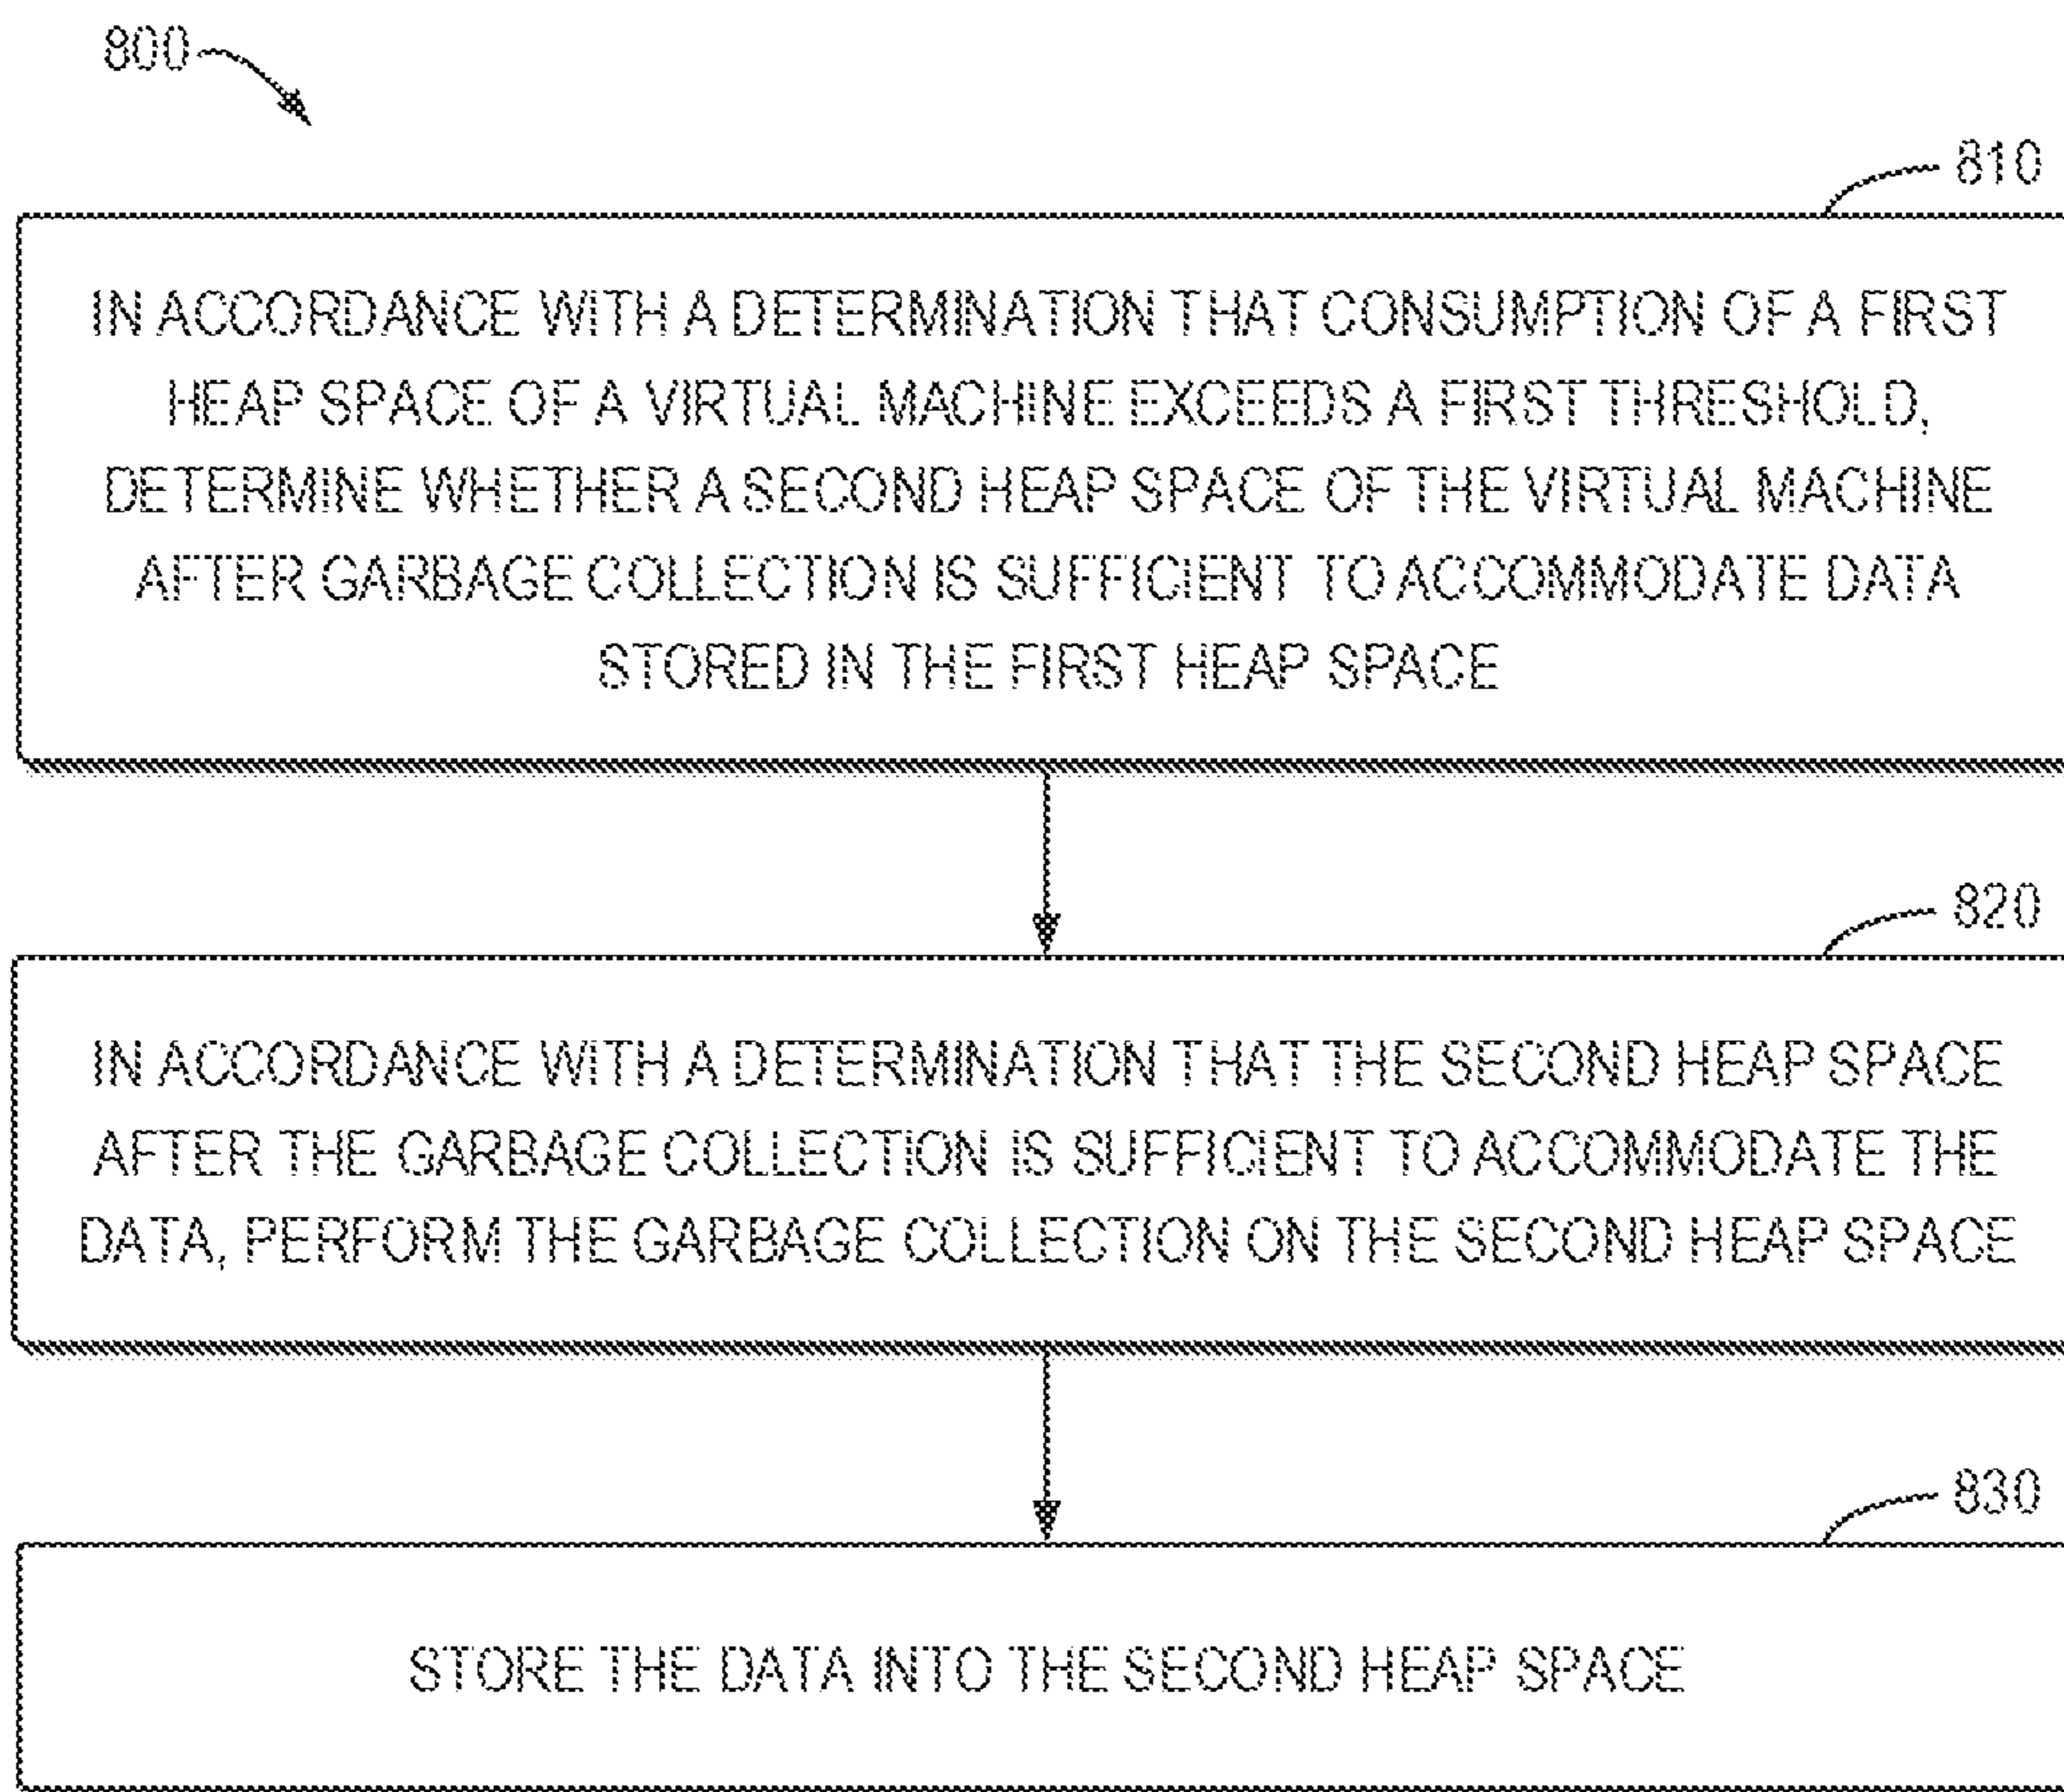 800
810
IN ACCORDANCE WITH A DETERMINATION THAT CONSUMPTION OF A FIRST
HEAP SPACE OF A VIRTUAL MACHINE EXCEEDS A FIRST THRESHOLD,
DETERMINE WHETHER A SECOND HEAP SPACE OF THE VIRTUAL MACHINE
AFTER GARBAGE COLLECTION IS SUFFICIENT TO ACCOMMODATE DATA
STORED IN THE FIRST HEAP SPACE
820
IN ACCORDANCE WITH A DETERMINATION THAT THE SECOND HEAP SPACE
AFTER THE GARBAGE COLLECTION IS SUFFICIENT TO ACCOMMODATE THE
DATA, PERFORM THE GARBAGE COLLECTION ON THE SECOND HEAP SPACE
830
STORE THE DATA INTO THE SECOND HEAP SPACE